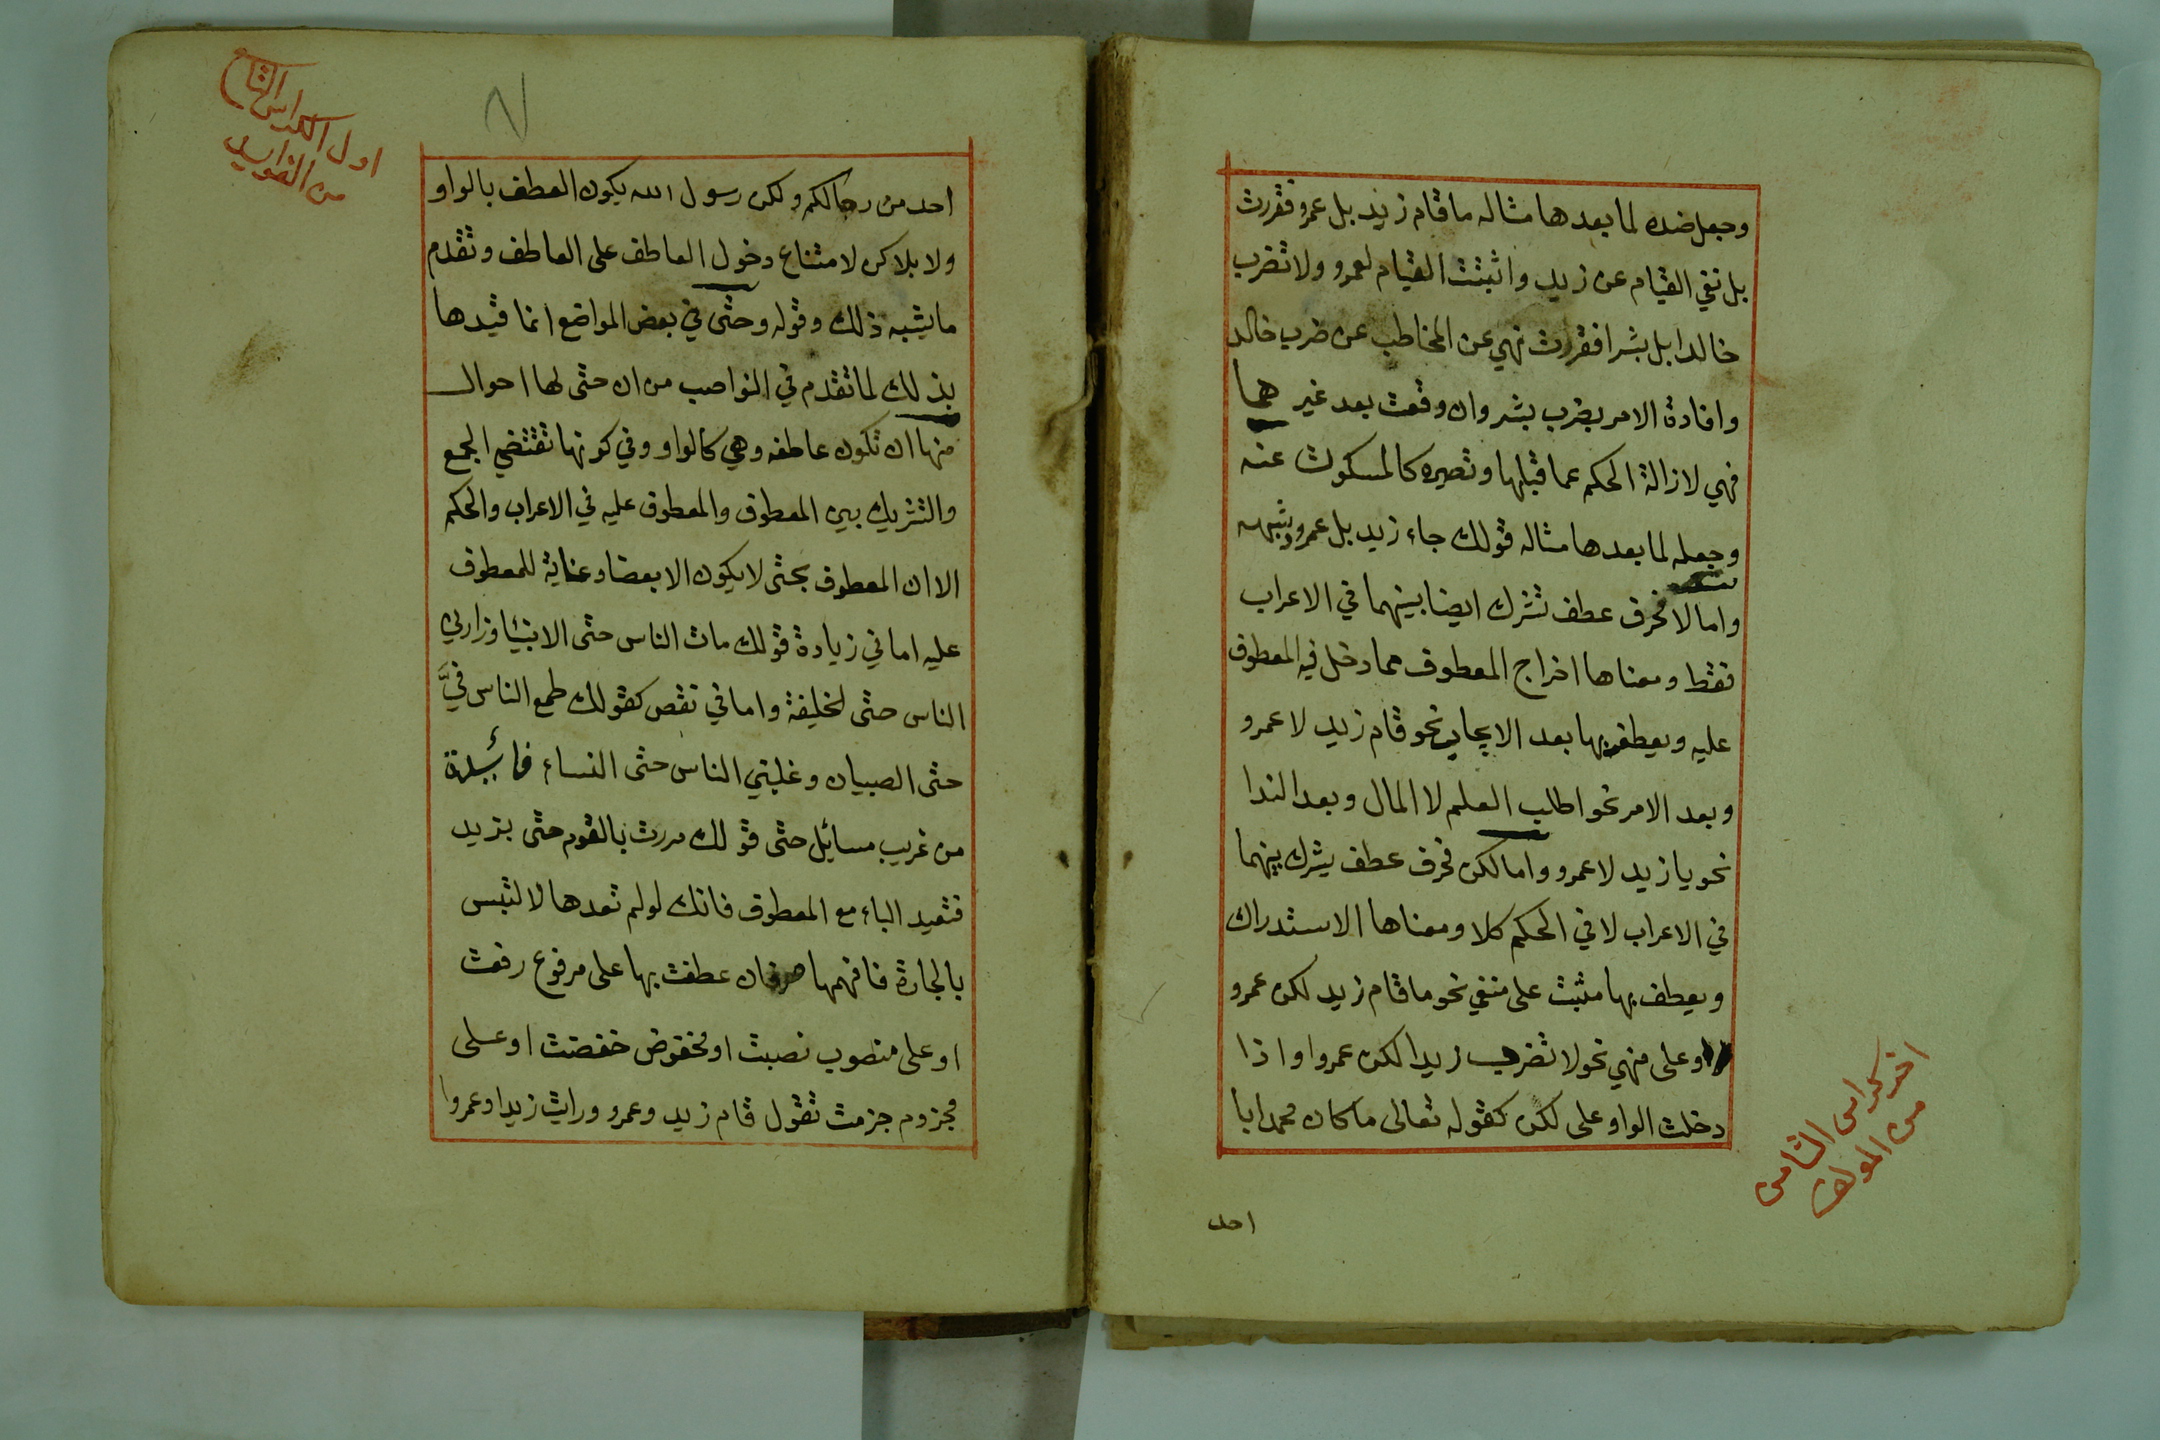 وجعل ضده لما بعدها مثاله ما قام زيد بل عمرو فقررت
بل نفي القيام عن زيد واثبتت القيام لعمرو ولا تضرب
خالدا بل بشرا فقررت نهي عن المخاطب عن ضرب خالد
وافادة الامر بضرب بشر وان وقعت بعد غير هما
فهي لازالة الحكم عما قبلها وتصيره كالمسكوت عنه
وجعله لما بعدها مثاله قولك جاء زيد بل عمرو وشبهه
واما لا فحرف عطف تشرك ايضا بينهما في الاعراب
فقط ومعناها اخراج المعطوف مما دخل فيه المعطوف
عليه ويعطف بها بعد الايجاب نحو قام زيد لا عمرو
وبعد الامر نحو اطلب العلم لا المال وبعد الندا
نحو يا زيد لا عمرو واما لكن فحرف عطف يشرك بينهما
في الاعراب لا في الحكم كلا ومعناها الاستدراك
ويعطف بها مثبت على منفي نحو ما قام زيد لكن عمرو
او على منهي نحو لا تضرب زيدا لكن عمروا واذا
دخلت الواو على لكن كقوله تعالى ما كان محمد ابا
احد
اخر كراس الثامن
من المولف
اول الكراس التاسع
من الفوايد
احد من رجالكم ولكن رسول الله يكون العطف بالواو
ولا بلاكن لامتناع دخول العاطف على العاطف وتقدم
ما يشبه ذلك وقوله وحتى في بعض المواضع انما قيدها
بذلك لما تقدم في النواصب من ان حتى لها احوال
منها ان تكون عاطفه وهي كالواو وفي كونها تقتضي الجمع
والتشريك بين المعطوف والمعطوف عليه في الاعراب والحكم
الا ان المعطوف بحتى لا يكون الا بعضا وغاية للمعطوف
عليه اما في زيادة قولك مات الناس حتى الانبيا وزارني
الناس حتى لخليفة واما في نقص كقولك طمع الناس فيَّ
حتى الصبيان وغلبني الناس حتى النساء فائدة
من غريب مسايل حتى قولك مررت بالقوم حتى بزيد
فتعيد الباء مع المعطوف فانك لو لم تعدها لالتبس
بالجارة فافهمها فان عطفت بها على مرفوع رفعت
او على منصوب نصبت او مخفوض خفضت او على
مجزوم جزمت تقول قام زيد وعمرو ورايت زيدا وعمروا